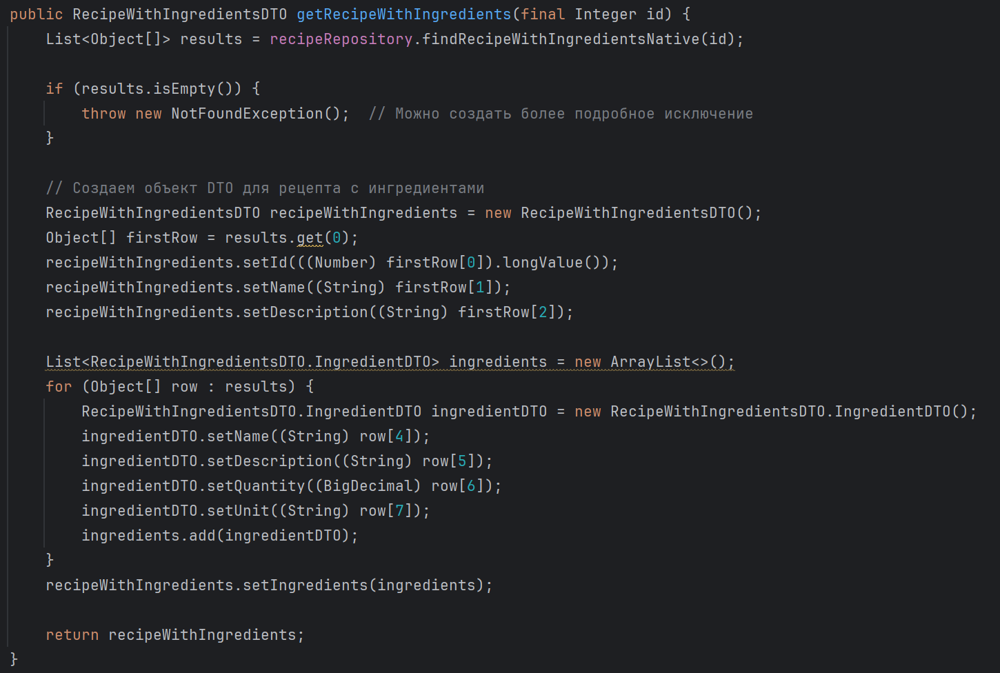 public RecipeWithIngredientsDTO getRecipeWithIngredients(final Integer id) {
    List<Object[]> results = recipeRepository.findRecipeWithIngredientsNative(id);

    if (results.isEmpty()) {
        throw new NotFoundException();  // Можно создать более подробное исключение
    }

    // Создаем объект DTO для рецепта с ингредиентами
    RecipeWithIngredientsDTO recipeWithIngredients = new RecipeWithIngredientsDTO();
    Object[] firstRow = results.get(0);
    recipeWithIngredients.setId(((Number) firstRow[0]).longValue());
    recipeWithIngredients.setName((String) firstRow[1]);
    recipeWithIngredients.setDescription((String) firstRow[2]);

    List<RecipeWithIngredientsDTO.IngredientDTO> ingredients = new ArrayList<>();
    for (Object[] row : results) {
        RecipeWithIngredientsDTO.IngredientDTO ingredientDTO = new RecipeWithIngredientsDTO.IngredientDTO();
        ingredientDTO.setName((String) row[4]);
        ingredientDTO.setDescription((String) row[5]);
        ingredientDTO.setQuantity((BigDecimal) row[6]);
        ingredientDTO.setUnit((String) row[7]);
        ingredients.add(ingredientDTO);
    }
    recipeWithIngredients.setIngredients(ingredients);

    return recipeWithIngredients;
}